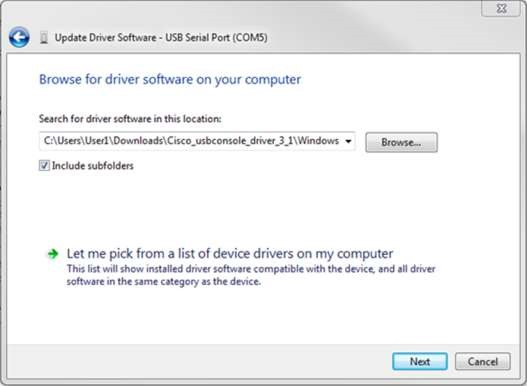 Update Driver Software - USB Serial Port (COM5)
Browse for driver software on your computer
Search for driver software in this location:
C:\Users\User1\Downloads\Cisco_usbconsole_driver_3_1\Windows
Browse...
Include subfolders
Let me pick from a list of device drivers on my computer
This list will show installed driver software compatible with the device, and all driver
software in the same category as the device.
Next
Cancel